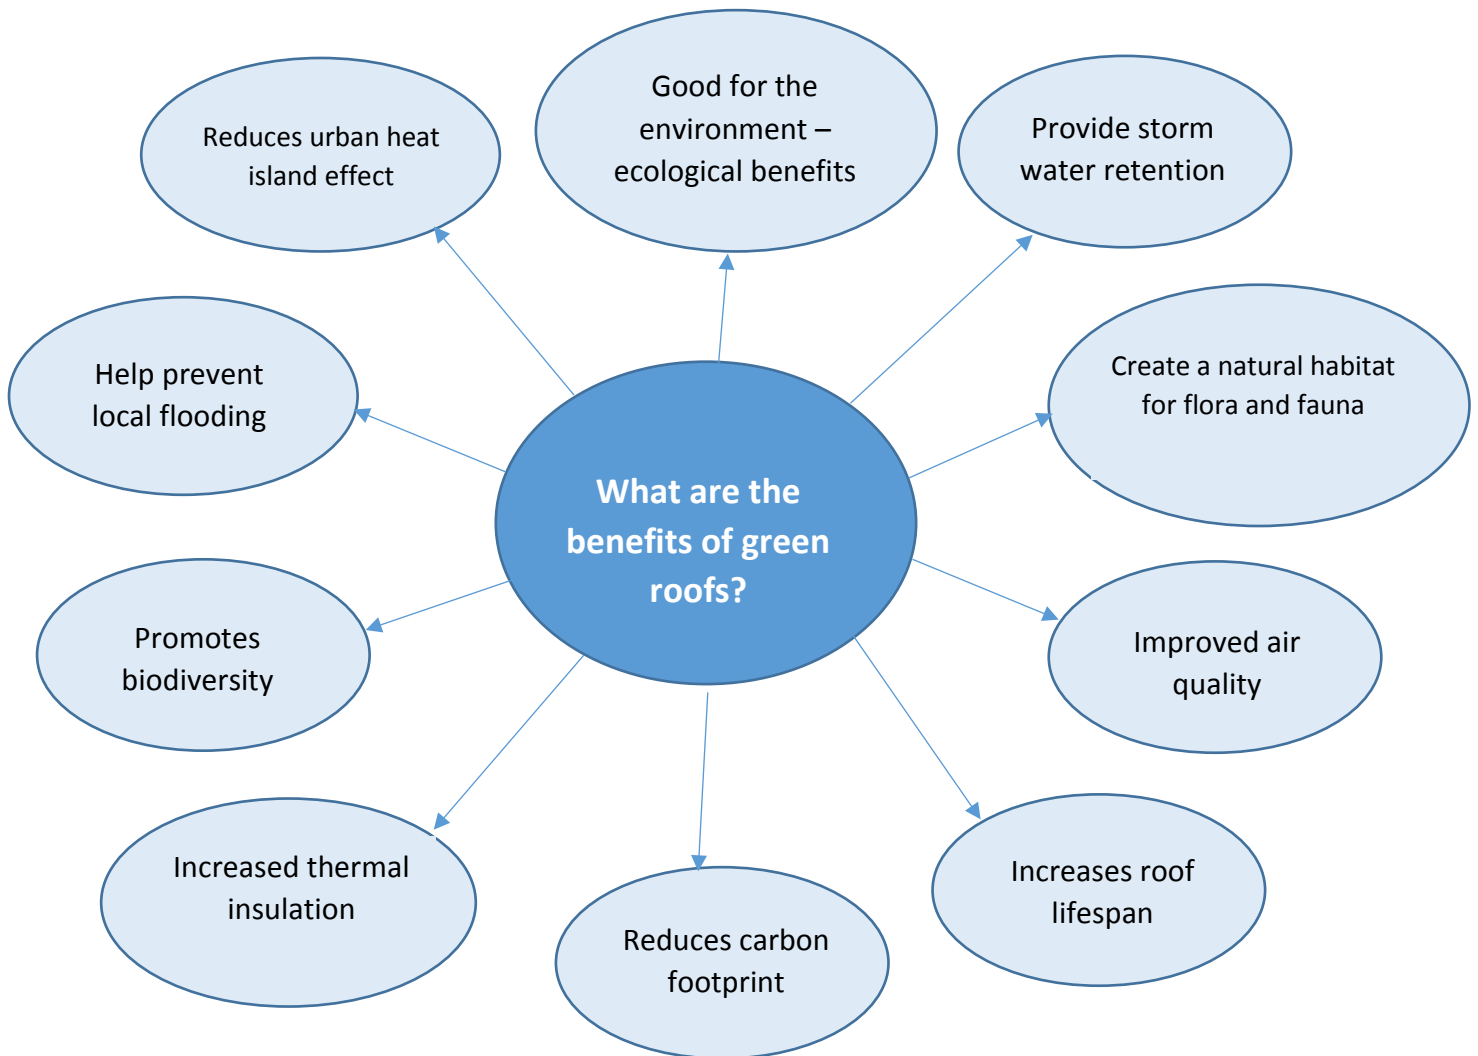 Good for the
environment –
ecological benefits
Reduces urban heat
island effect
Provide storm
water retention
Help prevent
local flooding
Create a natural habitat
for flora and fauna
What are the
benefits of green
roofs?
Promotes
biodiversity
Improved air
quality
Increased thermal
insulation
Increases roof
lifespan
Reduces carbon
footprint